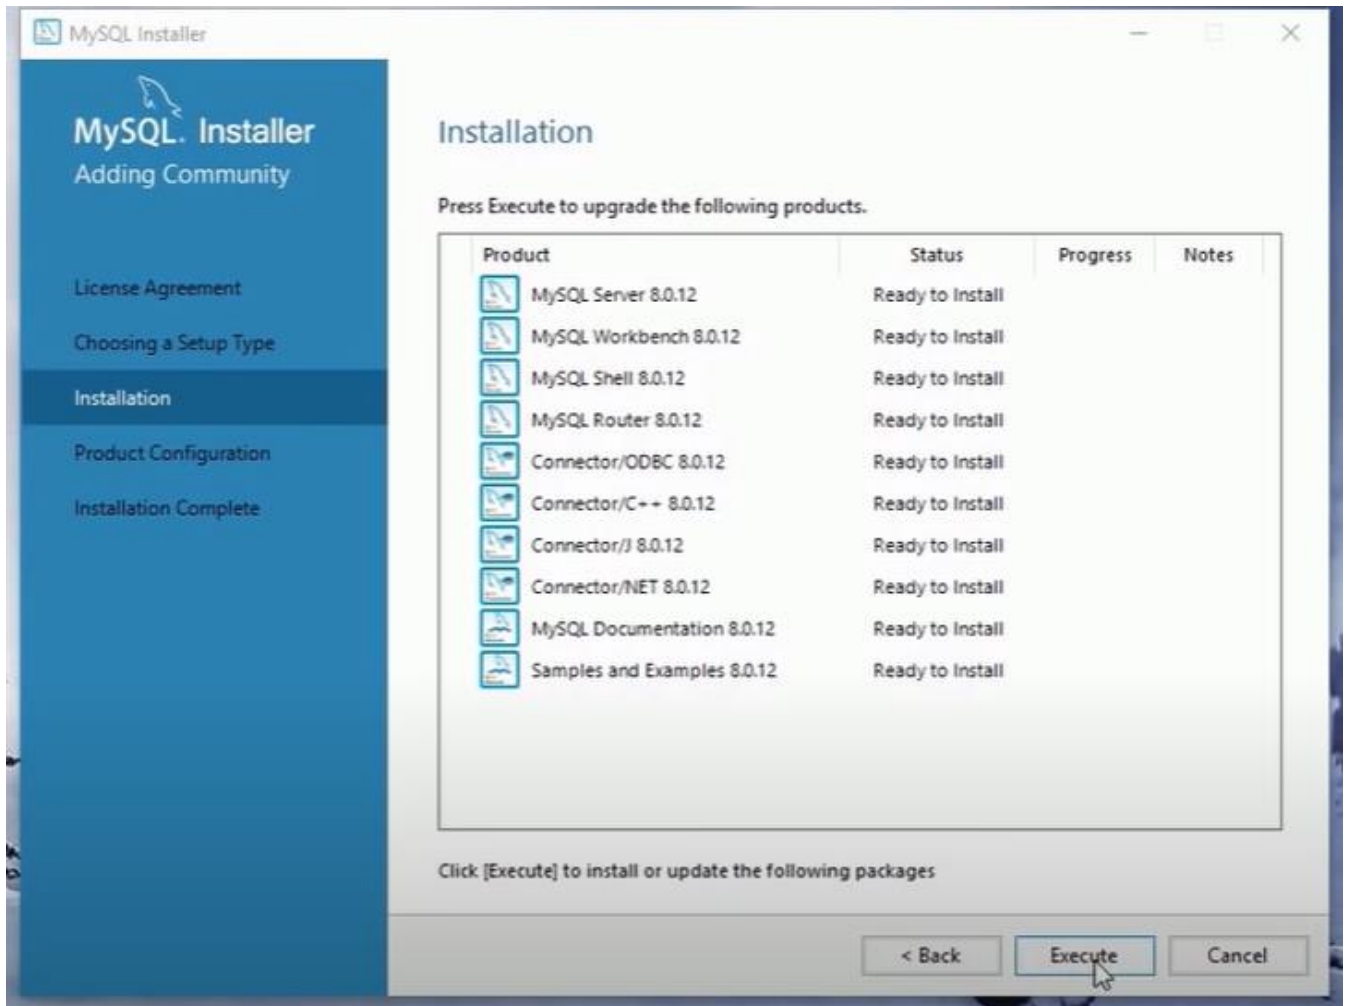 MySQL Installer
MySQL. Installer
Adding Community
License Agreement
Choosing a Setup Type
Installation
Product Configuration
Installation Complete
Installation
Press Execute to upgrade the following products.
Product Status Progress Notes
MySQL Server 8.0.12 Ready to Install
MySQL Workbench 8.0.12 Ready to Install
MySQL Shell 8.0.12 Ready to Install
MySQL Router 8.0.12 Ready to Install
Connector/ODBC 8.0.12 Ready to Install
Connector/C++ 8.0.12 Ready to Install
Connector/J 8.0.12 Ready to Install
Connector/NET 8.0.12 Ready to Install
MySQL Documentation 8.0.12 Ready to Install
Samples and Examples 8.0.12 Ready to Install
Click [Execute] to install or update the following packages
< Back Execute Cancel